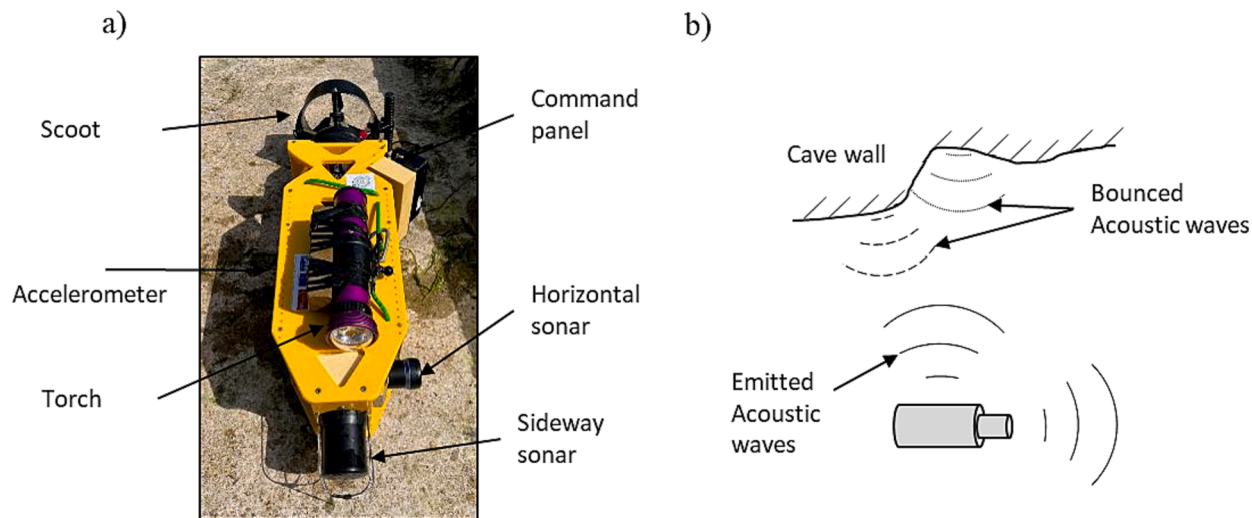 a)
Scoot
Accelerometer
Torch
Command
panel
Horizontal
sonar
Sideway
sonar
b)
Cave wall
Bounced
Acoustic waves
Emitted
Acoustic
waves